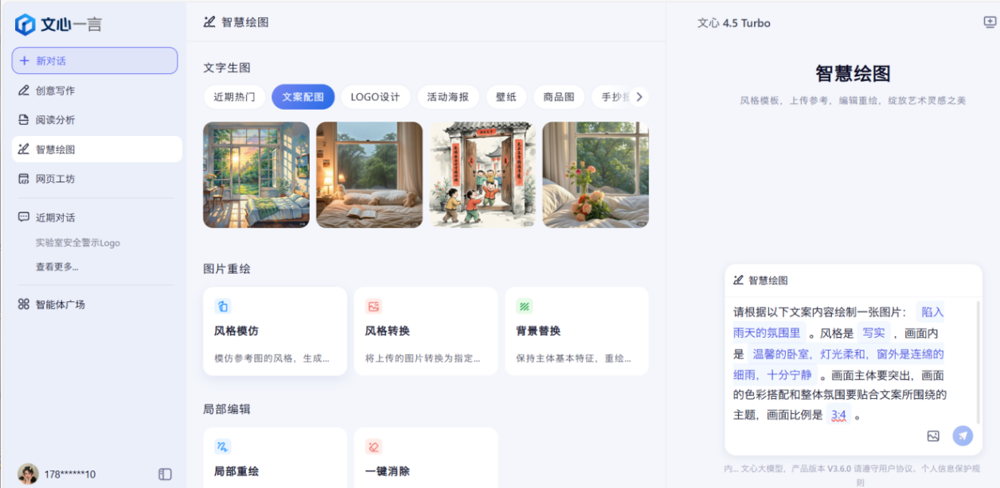 文心一言
新对话
创意写作
阅读分析
智慧绘图
网页工坊
近期对话
实验室安全警示Logo
查看更多...
智能体广场
178******10
智慧绘图
文字生图
近期热门
文案配图
LOGO设计
活动海报
壁纸
商品图
手抄
图片重绘
风格模仿
模仿参考图的风格，生成...
风格转换
将上传的图片转换为指定...
背景替换
保持主体基本特征，重绘...
局部编辑
局部重绘
一键消除
文心 4.5 Turbo
智慧绘图
风格模板，上传参考，编辑重绘，绽放艺术灵感之美
智慧绘图
请根据以下文案内容绘制一张图片： 陷入
雨天的氛围里 。风格是 写实 ，画面内
是 温馨的卧室，灯光柔和，窗外是连绵的
细雨，十分宁静 。画面主体要突出，画面
的色彩搭配和整体氛围要贴合文案所围绕的
主题，画面比例是 3:4 。
内... 文心大模型，产品版本 V3.6.0 请遵守用户协议、个人信息保护规
则